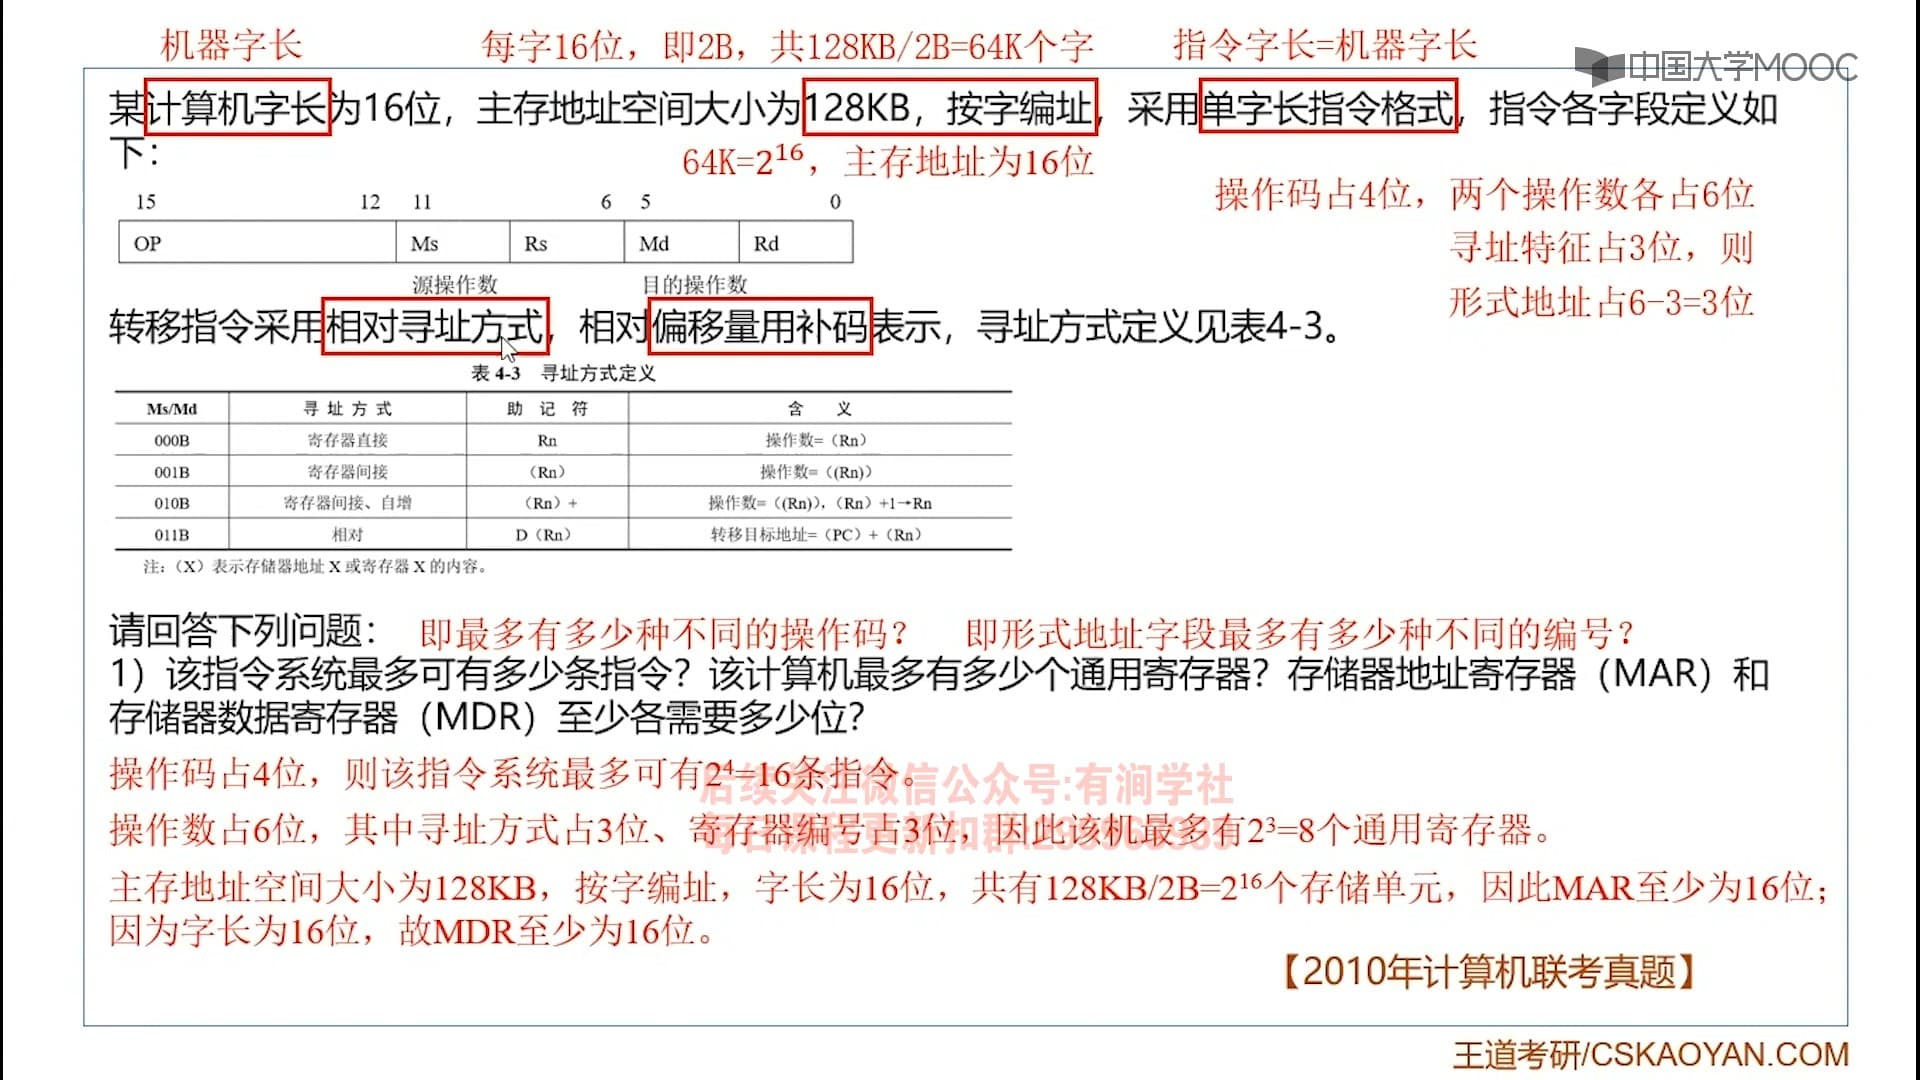 机器字长 每字16位，即2B，共128KB/2B=64K个字 指令字长=机器字长
中国大学MOOC
某计算机字长为16位，主存地址空间大小为128KB，按字编址，采用单字长指令格式，指令各字段定义如
下：
64K=2¹⁶，主存地址为16位
操作码占4位，两个操作数各占6位
寻址特征占3位，则
形式地址占6-3=3位
15 12 11 6 5 0
OP Ms Rs Md Rd
源操作数 目的操作数
转移指令采用相对寻址方式，相对偏移量用补码表示，寻址方式定义见表4-3。
表 4-3 寻址方式定义
Ms/Md 寻址方式 助记符 含义
000B 寄存器直接 Rn 操作数=（Rn）
001B 寄存器间接 （Rn） 操作数=（(Rn)）
010B 寄存器间接、自增 （Rn）+ 操作数=（(Rn)），（Rn）+1→Rn
011B 相对 D（Rn） 转移目标地址=（PC）+（Rn）
注：（X）表示存储器地址 X 或寄存器 X 的内容。
请回答下列问题： 即最多有多少种不同的操作码？ 即形式地址字段最多有多少种不同的编号？
1）该指令系统最多可有多少条指令？该计算机最多有多少个通用寄存器？存储器地址寄存器（MAR）和
存储器数据寄存器（MDR）至少各需要多少位？
操作码占4位，则该指令系统最多可有2⁴=16条指令。
后续关注微信公众号:有涧学社
操作数占6位，其中寻址方式占3位、寄存器编号占3位，因此该机最多有2³=8个通用寄存器。
每日课程更新扣群:
主存地址空间大小为128KB，按字编址，字长为16位，共有128KB/2B=2¹⁶个存储单元，因此MAR至少为16位；
因为字长为16位，故MDR至少为16位。
【2010年计算机联考真题】
王道考研/CSKAOYAN.COM